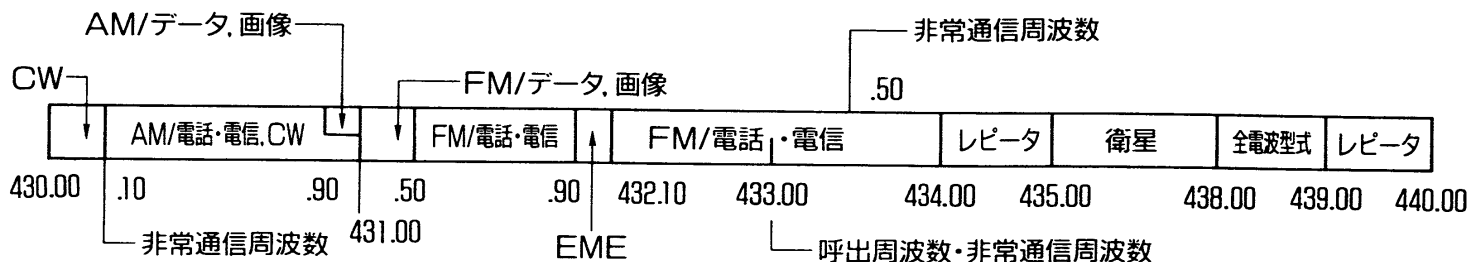 AM/データ,画像
非常通信周波数
CW
FM/データ,画像
.50
AM/電話・電信,CW
FM/電話・電信
FM/電話・電信
レピータ
衛星
全電波型式
レピータ
430.00 .10 .90 .50 .90 432.10 433.00 434.00 435.00 438.00 439.00 440.00
431.00
非常通信周波数
EME
呼出周波数・非常通信周波数